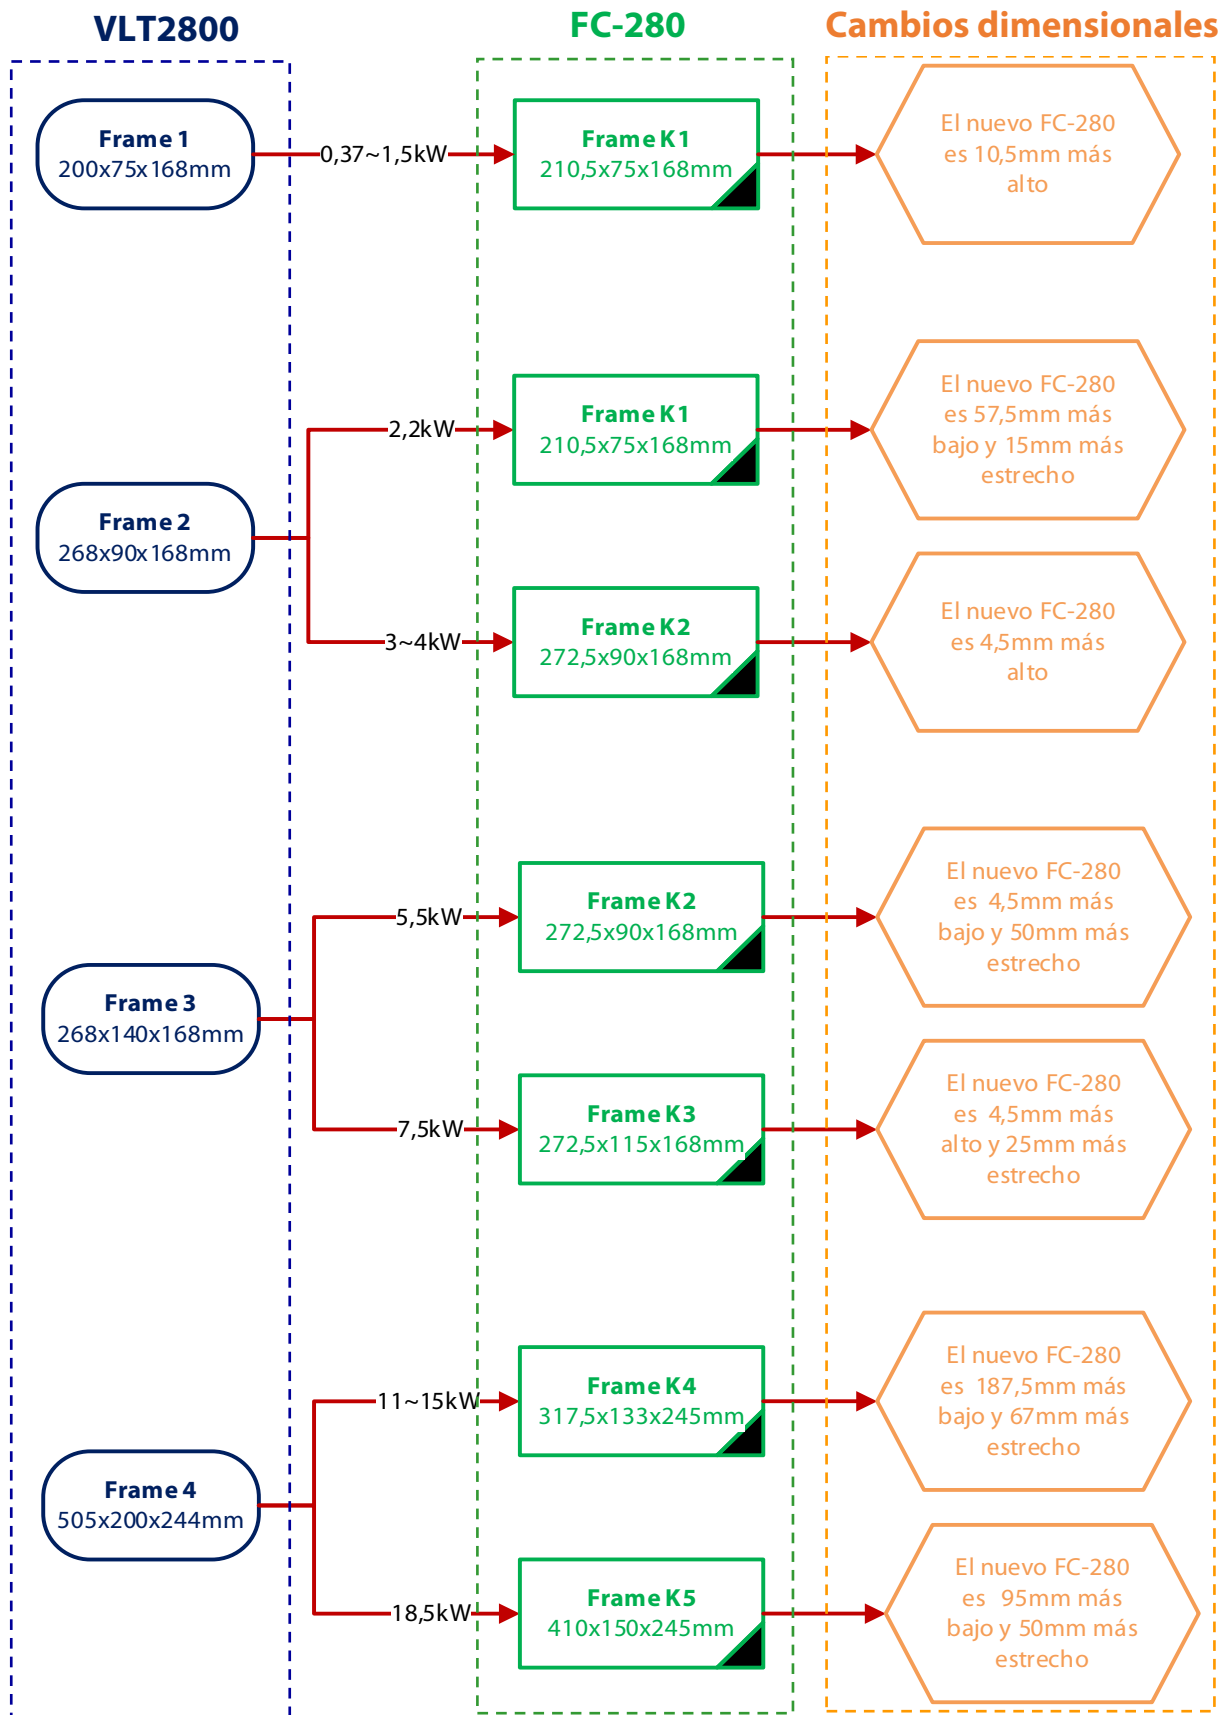 VLT2800
FC-280
Cambios dimensionales
Frame 1
200x75x168mm
0,37~1,5kW
Frame K1
210,5x75x168mm
El nuevo FC-280
es 10,5mm más
alto
Frame 2
268x90x168mm
2,2kW
Frame K1
210,5x75x168mm
El nuevo FC-280
es 57,5mm más
bajo y 15mm más
estrecho
3~4kW
Frame K2
272,5x90x168mm
El nuevo FC-280
es 4,5mm más
alto
Frame 3
268x140x168mm
5,5kW
Frame K2
272,5x90x168mm
El nuevo FC-280
es 4,5mm más
bajo y 50mm más
estrecho
7,5kW
Frame K3
272,5x115x168mm
El nuevo FC-280
es 4,5mm más
alto y 25mm más
estrecho
Frame 4
505x200x244mm
11~15kW
Frame K4
317,5x133x245mm
El nuevo FC-280
es 187,5mm más
bajo y 67mm más
estrecho
18,5kW
Frame K5
410x150x245mm
El nuevo FC-280
es 95mm más
bajo y 50mm más
estrecho